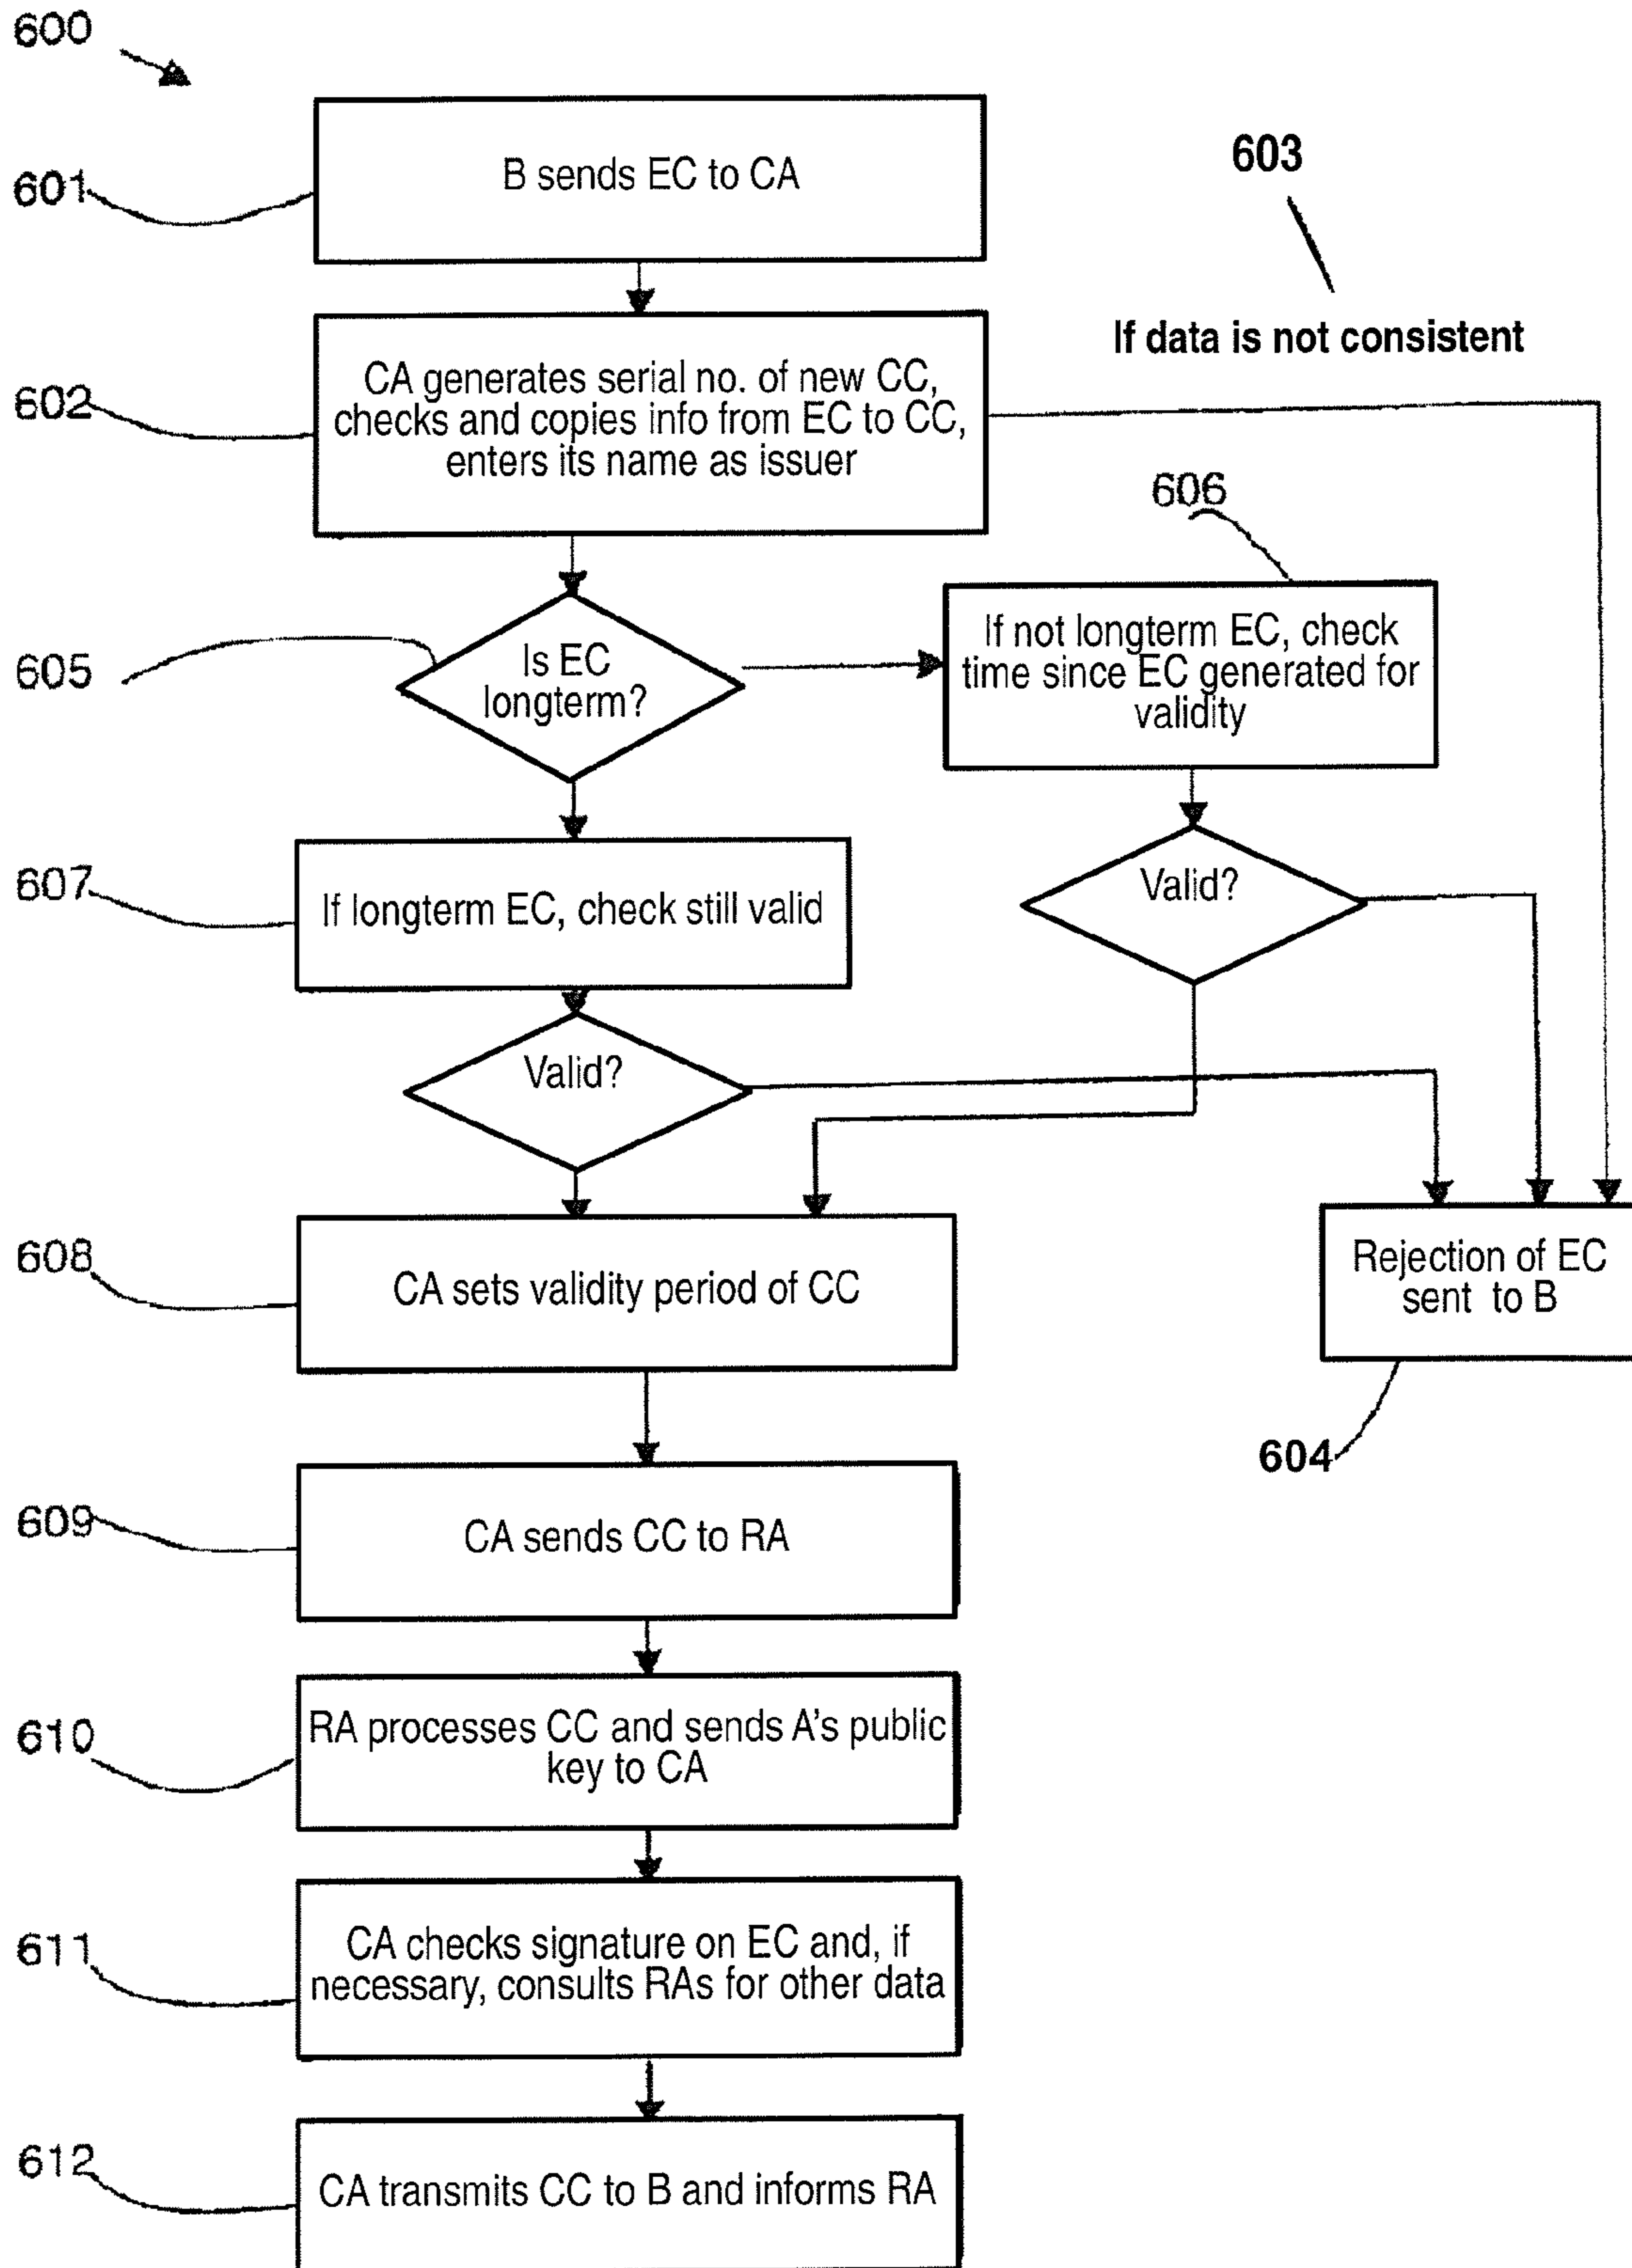 600
601
B sends EC to CA
603
If data is not consistent
602
CA generates serial no. of new CC,
checks and copies info from EC to CC,
enters its name as issuer
606
605
Is EC
longterm?
If not longterm EC, check
time since EC generated for
validity
607
If longterm EC, check still valid
Valid?
Valid?
608
CA sets validity period of CC
Rejection of EC
sent to B
604
609
CA sends CC to RA
610
RA processes CC and sends A's public
key to CA
611
CA checks signature on EC and, if
necessary, consults RAs for other data
612
CA transmits CC to B and informs RA